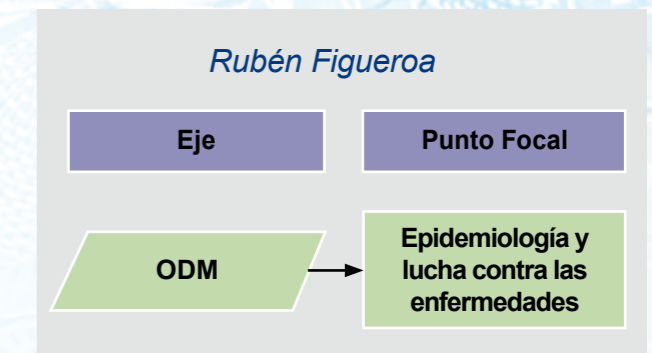 Rubén Figueroa
Eje
Punto Focal
ODM
Epidemiología y
lucha contra las
enfermedades